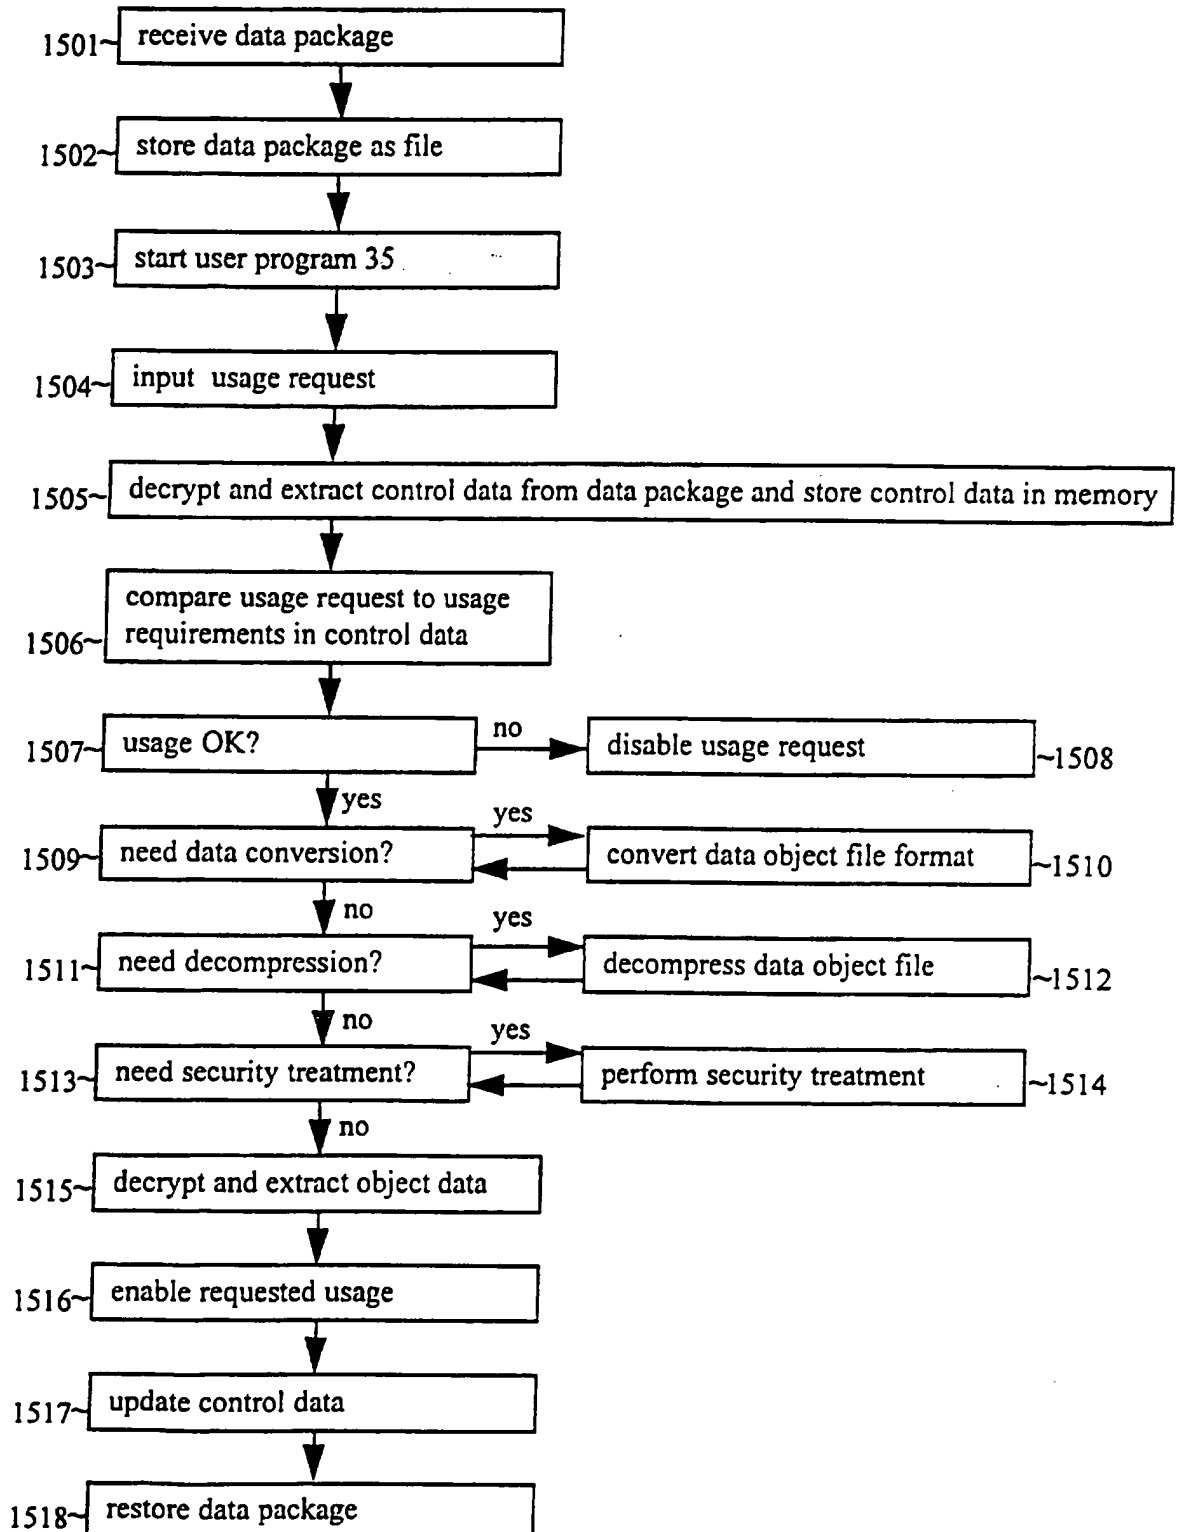 1501~ receive data package
1502~ store data package as file
1503~ start user program 35
1504~ input usage request
1505~ decrypt and extract control data from data package and store control data in memory
compare usage request to usage
1506~ requirements in control data
1507~ usage OK? no disable usage request ~1508
yes yes
1509~ need data conversion? convert data object file format ~1510
no yes
1511~ need decompression? decompress data object file ~1512
no yes
1513~ need security treatment? perform security treatment ~1514
no
1515~ decrypt and extract object data
1516~ enable requested usage
1517~ update control data
1518~ restore data package